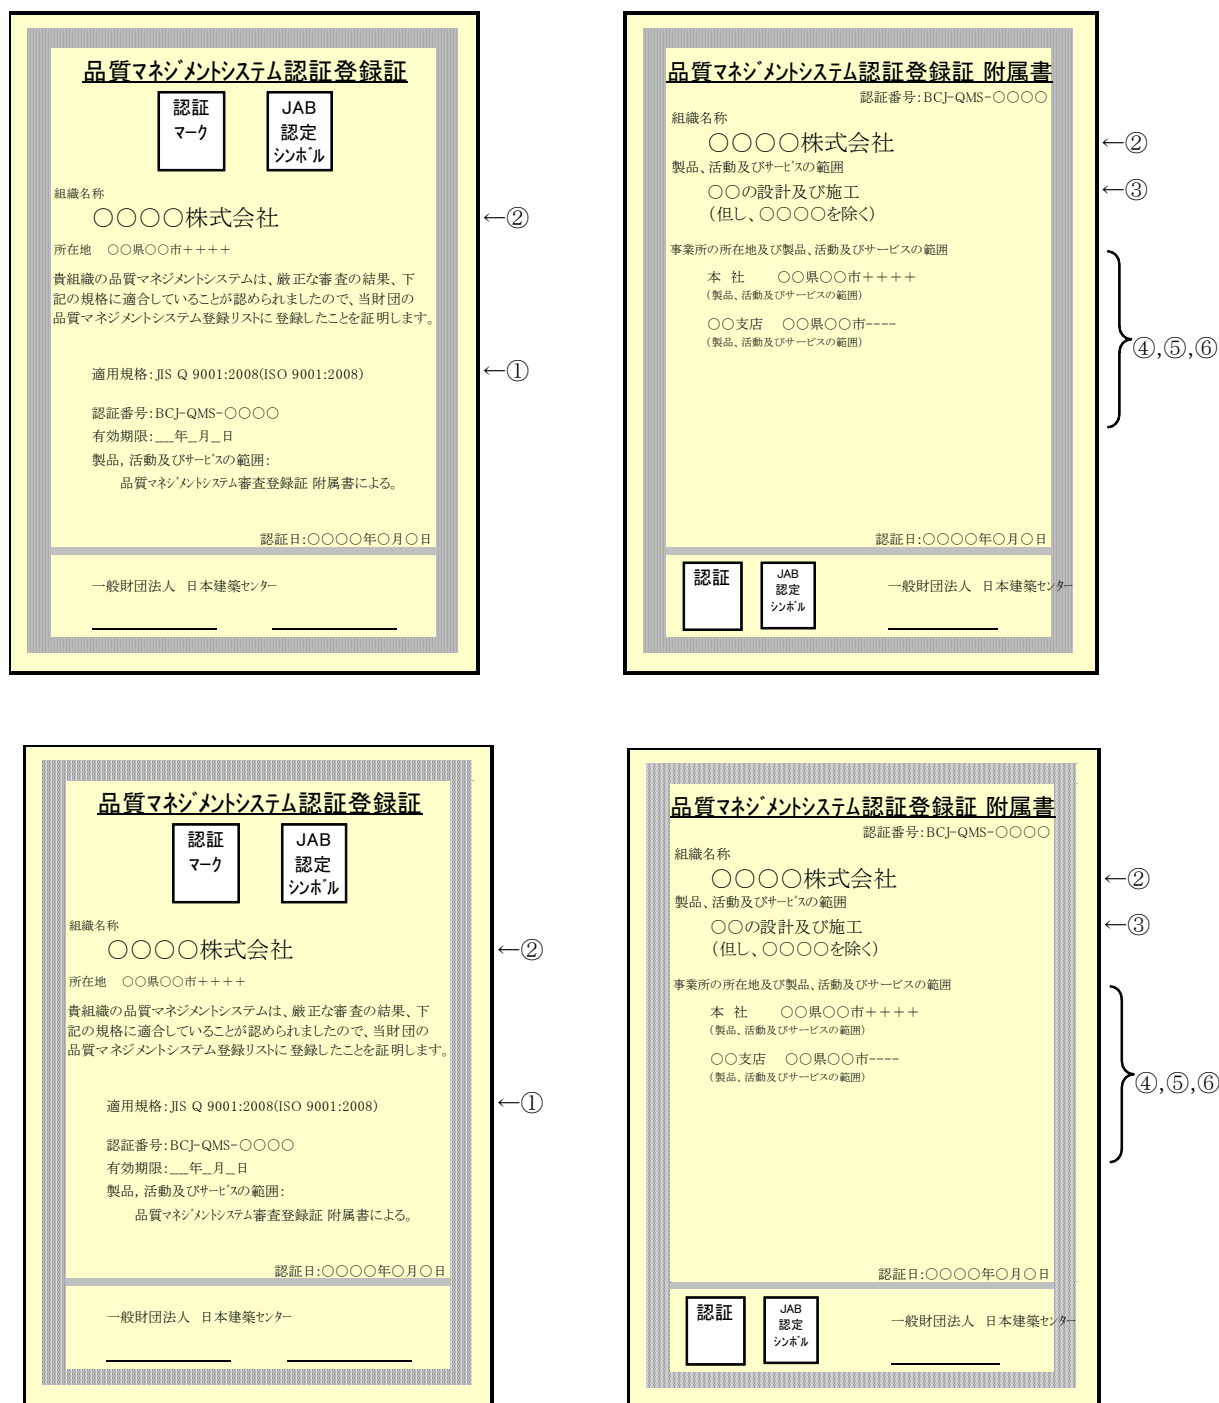 品質マネジメントシステム認証登録証
認証
マーク
JAB
認定
シンボル
組織名称
○○○○株式会社
←②
所在地　○○県○○市++++
貴組織の品質マネジメントシステムは、厳正な審査の結果、下
記の規格に適合していることが認められましたので、当財団の
品質マネジメントシステム登録リストに登録したことを証明します。
適用規格:JIS Q 9001:2008(ISO 9001:2008)
←①
認証番号:BCJ-QMS-○○○○
有効期限:___年__月__日
製品,活動及びサービスの範囲:
品質マネジメントシステム審査登録証 附属書による。
認証日:○○○○年○月○日
一般財団法人　日本建築センター
品質マネジメントシステム認証登録証 附属書
認証番号:BCJ-QMS-○○○○
組織名称
○○○○株式会社
←②
製品、活動及びサービスの範囲
○○の設計及び施工
←③
(但し、○○○○を除く)
事業所の所在地及び製品、活動及びサービスの範囲
本 社　○○県○○市++++
(製品、活動及びサービスの範囲)
○○支店　○○県○○市----
(製品、活動及びサービスの範囲)
④,⑤,⑥
認証日:○○○○年○月○日
認証
JAB
認定
シンボル
一般財団法人　日本建築センター
品質マネジメントシステム認証登録証
認証
マーク
JAB
認定
シンボル
組織名称
○○○○株式会社
←②
所在地　○○県○○市++++
貴組織の品質マネジメントシステムは、厳正な審査の結果、下
記の規格に適合していることが認められましたので、当財団の
品質マネジメントシステム登録リストに登録したことを証明します。
適用規格:JIS Q 9001:2008(ISO 9001:2008)
←①
認証番号:BCJ-QMS-○○○○
有効期限:___年__月__日
製品,活動及びサービスの範囲:
品質マネジメントシステム審査登録証 附属書による。
認証日:○○○○年○月○日
一般財団法人　日本建築センター
品質マネジメントシステム認証登録証 附属書
認証番号:BCJ-QMS-○○○○
組織名称
○○○○株式会社
←②
製品、活動及びサービスの範囲
○○の設計及び施工
←③
(但し、○○○○を除く)
事業所の所在地及び製品、活動及びサービスの範囲
本 社　○○県○○市++++
(製品、活動及びサービスの範囲)
○○支店　○○県○○市----
(製品、活動及びサービスの範囲)
④,⑤,⑥
認証日:○○○○年○月○日
認証
JAB
認定
シンボル
一般財団法人　日本建築センター